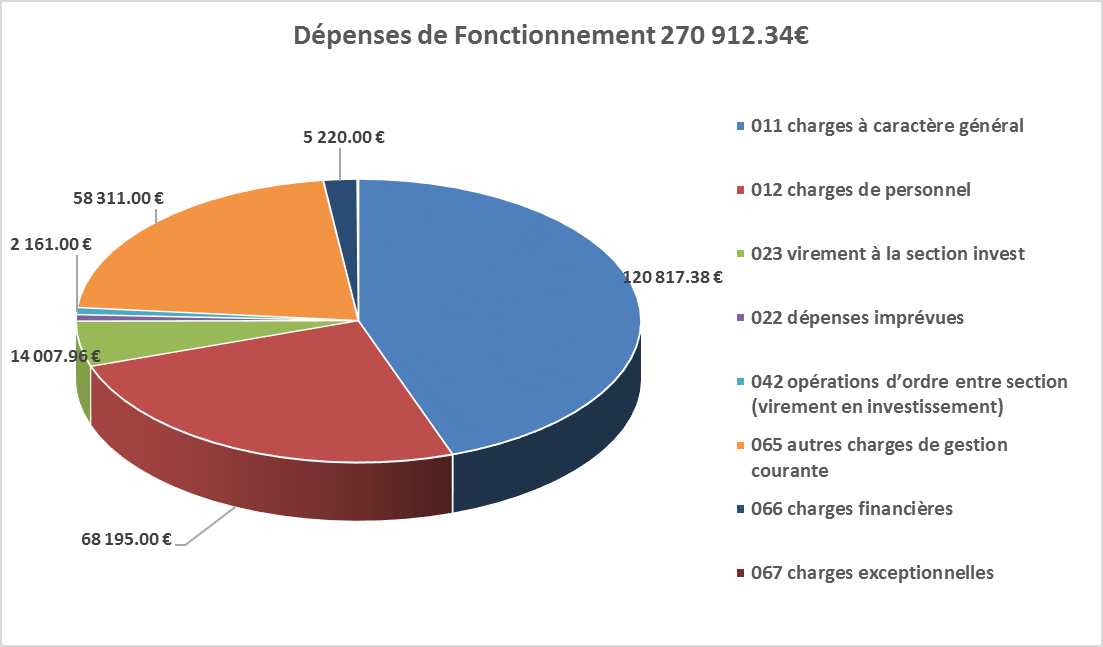 Dépenses de Fonctionnement 270 912.34€
5 220.00 €
58 311.00 €
2 161.00 €
120 817.38 €
14 007.96 €
68 195.00 €
011 charges à caractère général
012 charges de personnel
023 virement à la section invest
022 dépenses imprévues
042 opérations d’ordre entre section
(virement en investissement)
065 autres charges de gestion
courante
066 charges financières
067 charges exceptionnelles